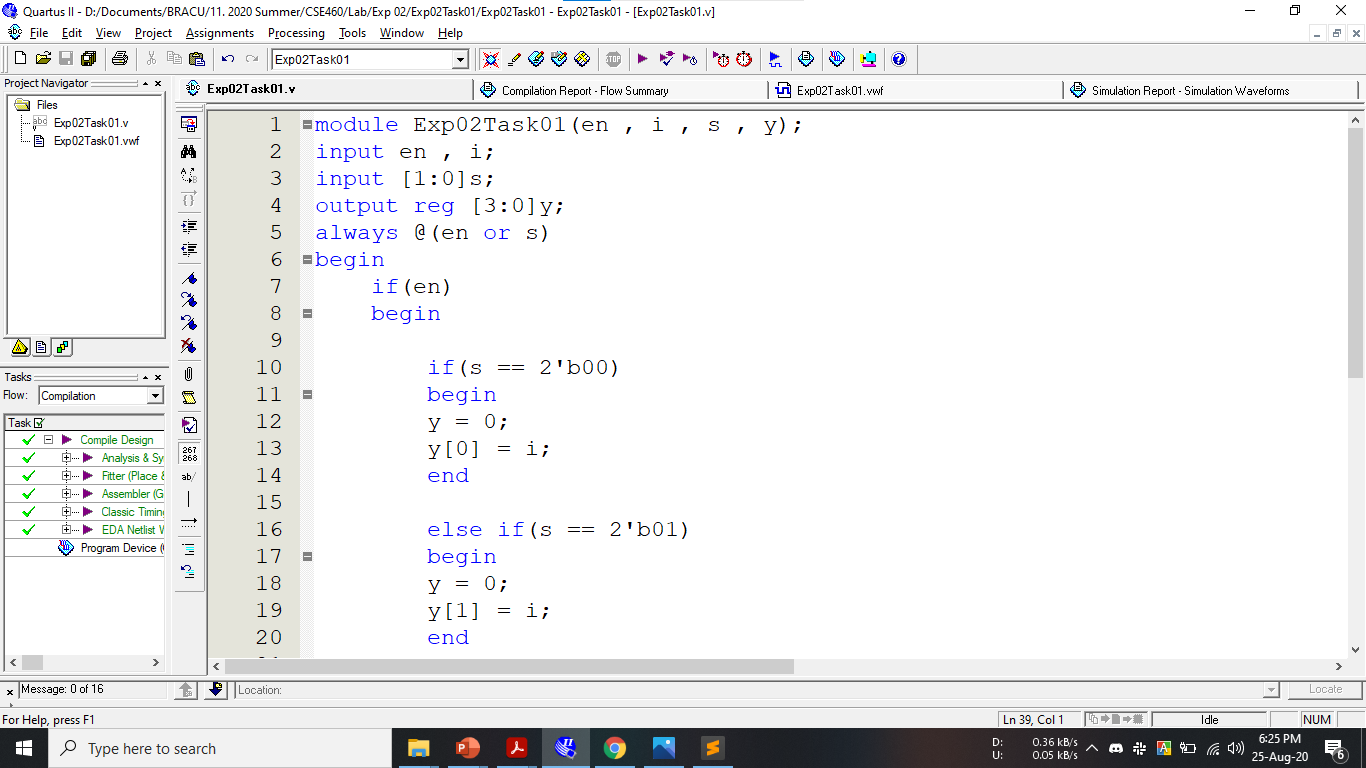 Quartus II - D:/Documents/BRACU/11. 2020 Summer/CSE460/Lab/Exp 02/Exp02Task01/Exp02Task01 - Exp02Task01 - [Exp02Task01.v]
File Edit View Project Assignments Processing Tools Window Help
Exp02Task01
STOP
Project Navigator
Files
Exp02Task01.v
Exp02Task01.vwf
Tasks
Flow: Compilation
Task
Compile Design
Analysis & Sy
Fitter (Place &
Assembler (G
Classic Timin
EDA Netlist W
Program Device (
267
268
ab/
Exp02Task01.v Compilation Report - Flow Summary Exp02Task01.vwf Simulation Report - Simulation Waveforms
1 module Exp02Task01(en , i , s , y);
2 input en , i;
3 input [1:0]s;
4 output reg [3:0]y;
5 always @(en or s)
6 begin
7 if(en)
8 begin
9
10 if(s == 2'b00)
11 begin
12 y = 0;
13 y[0] = i;
14 end
15
16 else if(s == 2'b01)
17 begin
18 y = 0;
19 y[1] = i;
20 end
Message: 0 of 16 Location: Locate
For Help, press F1 Ln 39, Col 1 Idle NUM
Type here to search
D: 0.36 kB/s
U: 0.05 kB/s
6:25 PM
25-Aug-20
6